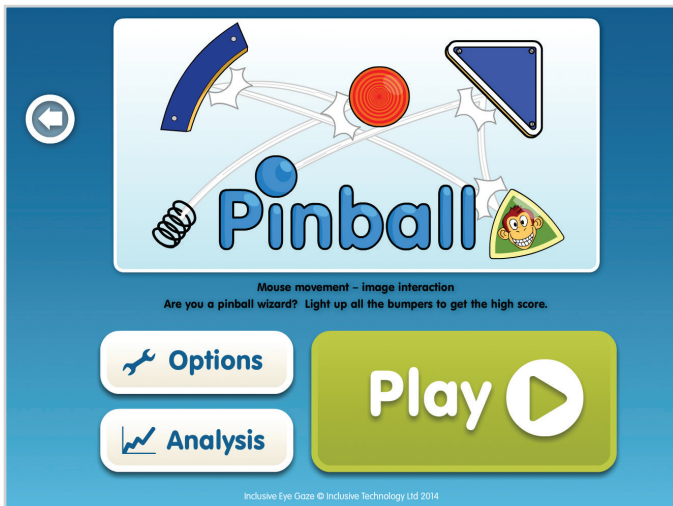 Pinball
Mouse movement – image interaction
Are you a pinball wizard?  Light up all the bumpers to get the high score.
Options
Play
Analysis
Inclusive Eye Gaze © Inclusive Technology Ltd 2014